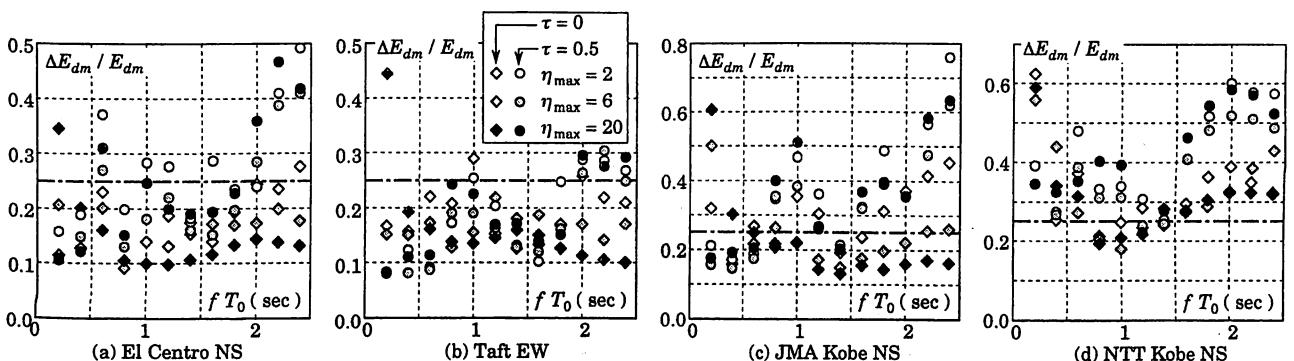 ΔE_dm / E_dm
0.5
0.4
0.3
0.2
0.1
0.0
0
1
2
f T_0 ( sec )
(a) El Centro NS
ΔE_dm / E_dm
0.5
0.4
0.3
0.2
0.1
0.0
0
1
2
f T_0 ( sec )
(b) Taft EW
τ = 0
τ = 0.5
η_max = 2
η_max = 6
η_max = 20
ΔE_dm / E_dm
0.8
0.6
0.4
0.2
0.0
0
1
2
f T_0 ( sec )
(c) JMA Kobe NS
ΔE_dm / E_dm
0.6
0.4
0.2
0.0
0
1
2
f T_0 ( sec )
(d) NTT Kobe NS